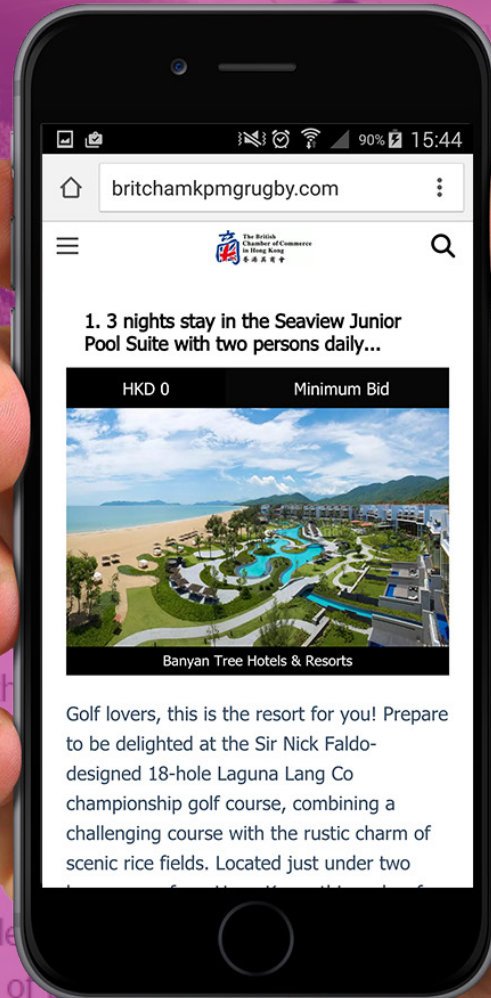 90% 15:44
britchamkpmgrugby.com
The British
Chamber of Commerce
in Hong Kong
香港英商會
1. 3 nights stay in the Seaview Junior
Pool Suite with two persons daily...
HKD 0 Minimum Bid
Banyan Tree Hotels & Resorts
Golf lovers, this is the resort for you! Prepare
to be delighted at the Sir Nick Faldo-
designed 18-hole Laguna Lang Co
championship golf course, combining a
challenging course with the rustic charm of
scenic rice fields. Located just under two
of